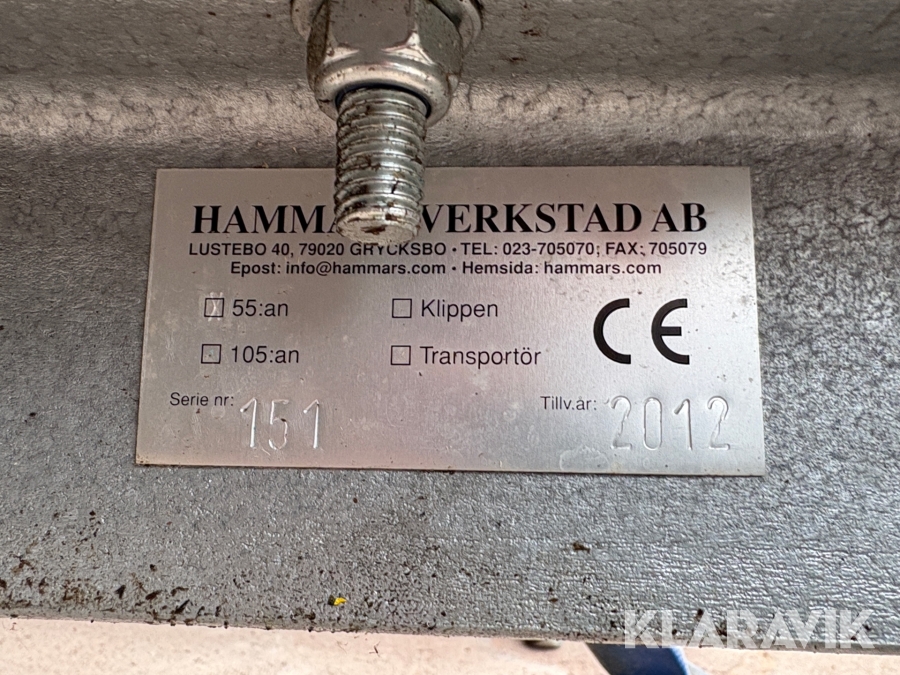 HAMMA VERKSTAD AB
LUSTEBO 40, 79020 GRYCKSBO • TEL: 023-705070; FAX: 705079
Epost: info@hammars.com • Hemsida: hammars.com
☒ 55:an ☐ Klippen
☐ 105:an ☐ Transportör
CE
Serie nr: 151 Tillv.år: 2012
KLARAVIK